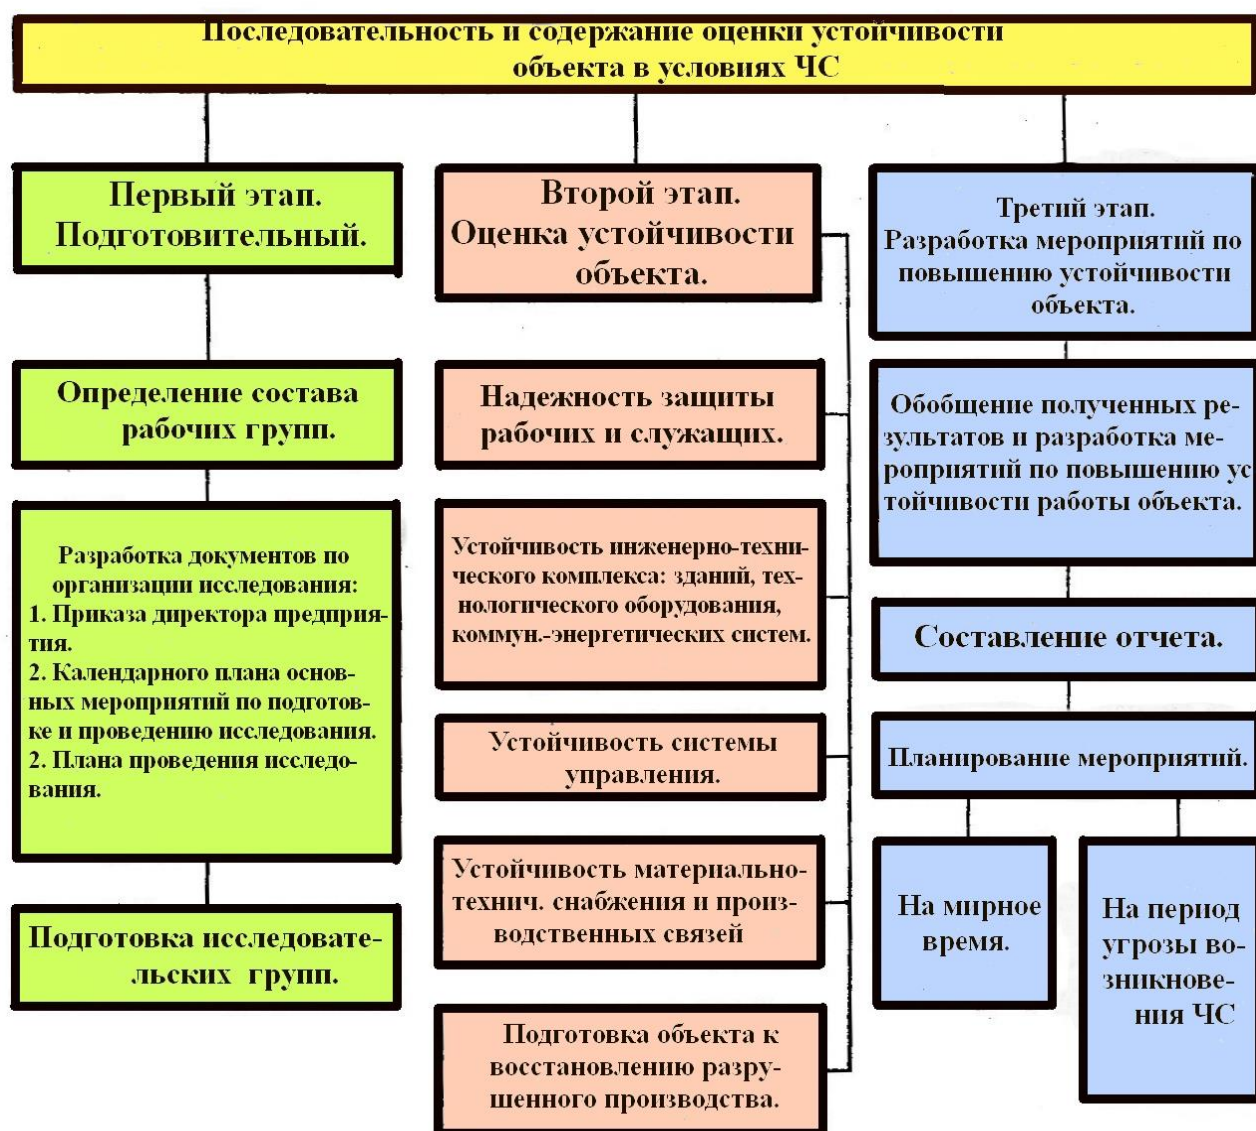 Последовательность и содержание оценки устойчивости
объекта в условиях ЧС
Первый этап.
Подготовительный.
Определение состава
рабочих групп.
Разработка документов по
организации исследования:
1. Приказа директора предприя-
тия.
2. Календарного плана основ-
ных мероприятий по подготов-
ке и проведению исследования.
2. Плана проведения исследо-
вания.
Подготовка исследовате-
льских групп.
Второй этап.
Оценка устойчивости
объекта.
Надежность защиты
рабочих и служащих.
Устойчивость инженерно-техни-
ческого комплекса: зданий, тех-
нологического оборудования,
коммун.-энергетических систем.
Устойчивость системы
управления.
Устойчивость материально-
технич. снабжения и произ-
водственных связей
Подготовка объекта к
восстановлению разру-
шенного производства.
Третий этап.
Разработка мероприятий по
повышению устойчивости
объекта.
Обобщение полученных ре-
зультатов и разработка ме-
роприятий по повышению ус
тойчивости работы объекта.
Составление отчета.
Планирование мероприятий.
На мирное
время.
На период
угрозы во-
зникнове-
ния ЧС